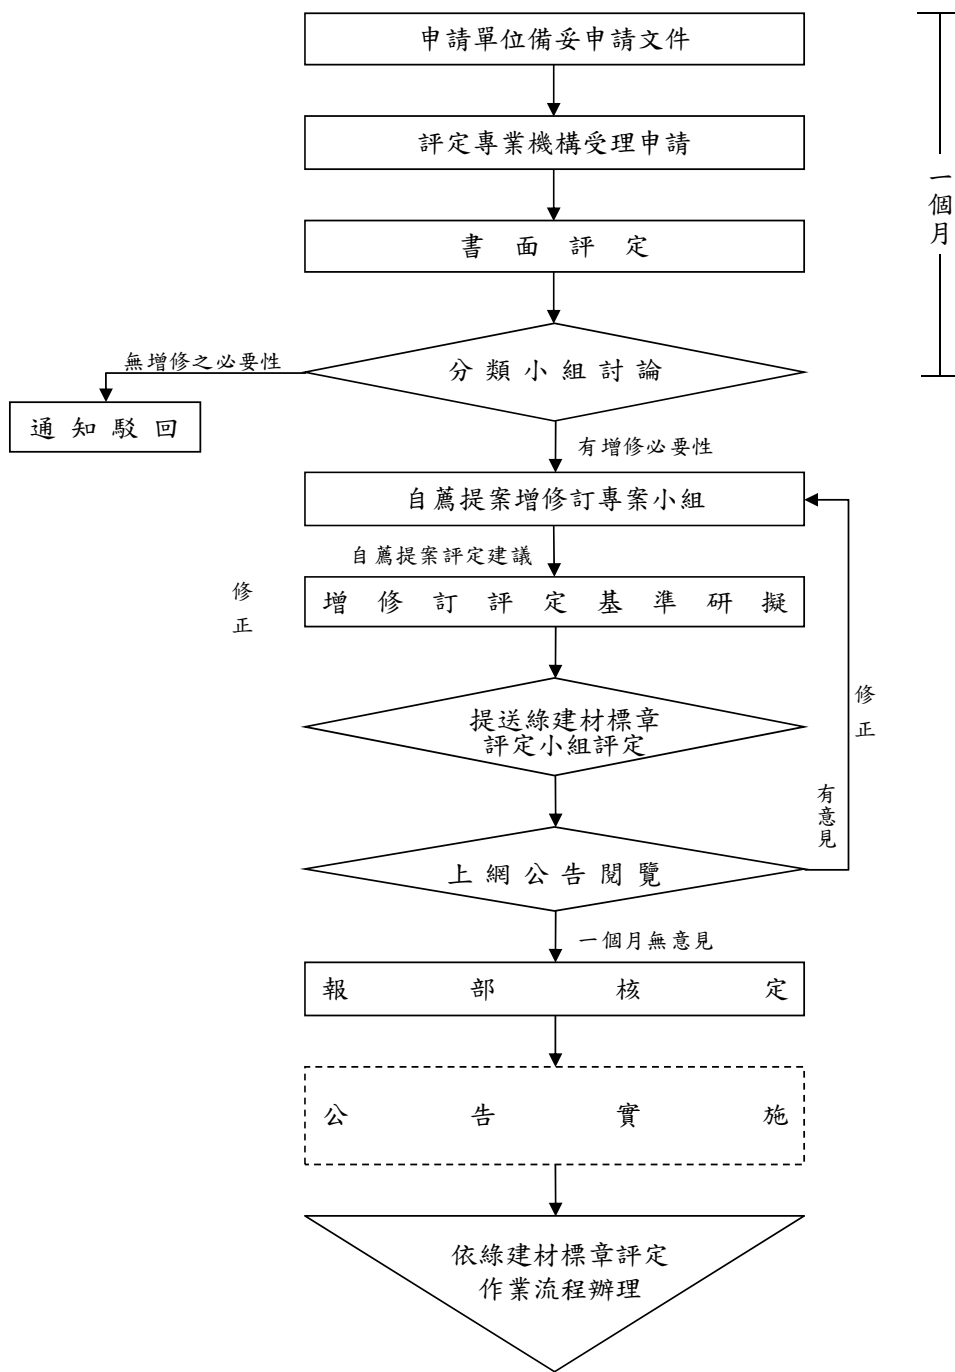 申請單位備妥申請文件
評定專業機構受理申請
一個月
書面評定
無增修之必要性
分類小組討論
通知駁回
有增修必要性
自薦提案增修訂專案小組
自薦提案評定建議
修正
增修訂評定基準研擬
提送綠建材標章
評定小組評定
修正
有意見
上網公告閱覽
一個月無意見
報部核定
公告實施
依綠建材標章評定
作業流程辦理